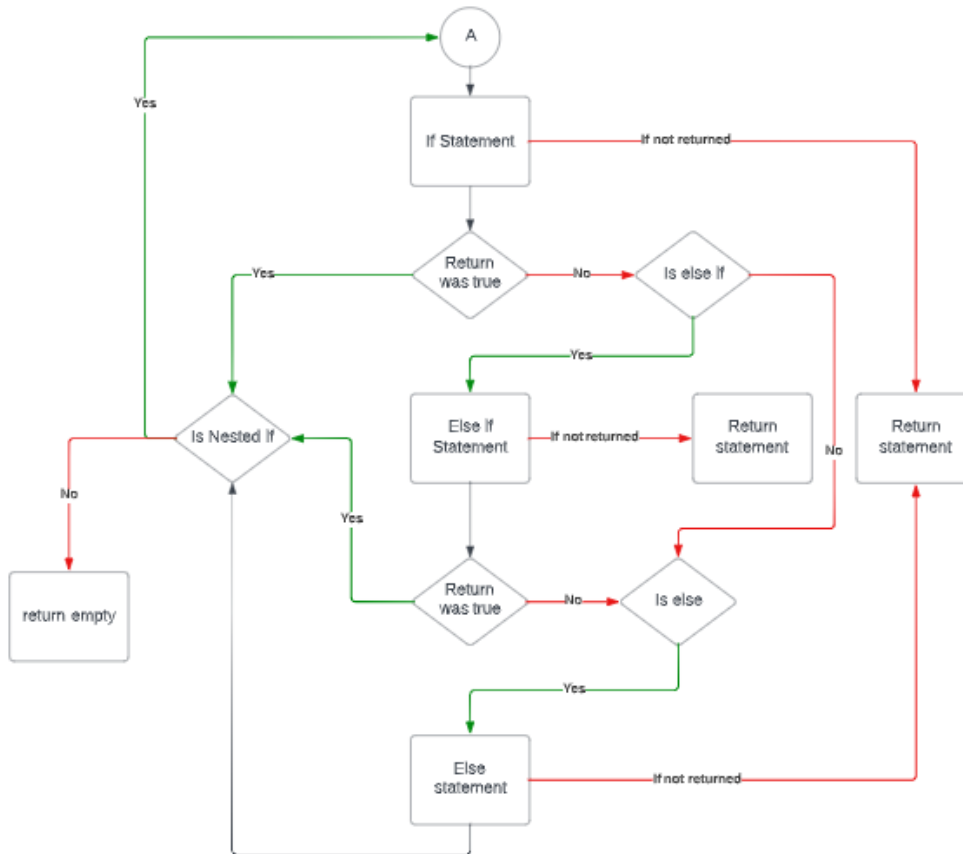 A
Yes
If Statement
If not returned
Return
was true
Yes
No
Is else if
Yes
Is Nested if
Else if
Statement
If not returned
Return
statement
Return
statement
No
No
Yes
return empty
Return
was true
No
Is else
Yes
Else
statement
If not returned